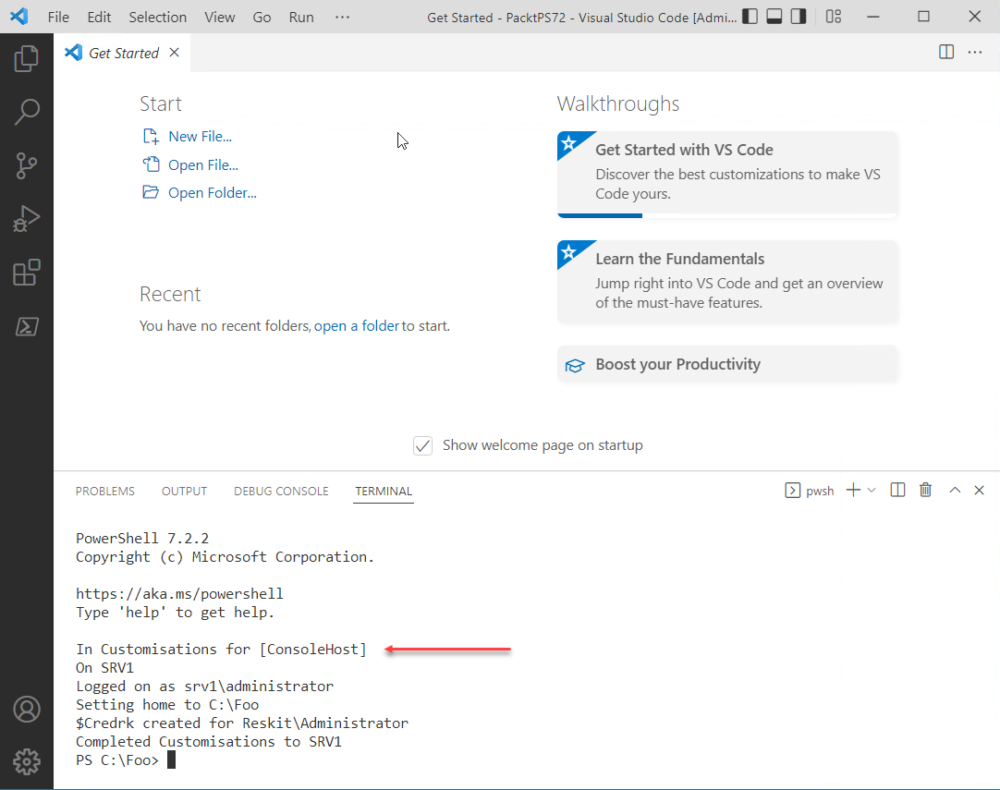 File Edit Selection View Go Run ··· Get Started - PacktPS72 - Visual Studio Code [Admi...
Get Started
Start
New File...
Open File...
Open Folder...
Recent
You have no recent folders, open a folder to start.
Walkthroughs
Get Started with VS Code
Discover the best customizations to make VS
Code yours.
Learn the Fundamentals
Jump right into VS Code and get an overview
of the must-have features.
Boost your Productivity
Show welcome page on startup
PROBLEMS OUTPUT DEBUG CONSOLE TERMINAL pwsh
PowerShell 7.2.2
Copyright (c) Microsoft Corporation.
https://aka.ms/powershell
Type 'help' to get help.
In Customisations for [ConsoleHost]
On SRV1
Logged on as srv1\administrator
Setting home to C:\Foo
$Credrk created for Reskit\Administrator
Completed Customisations to SRV1
PS C:\Foo>